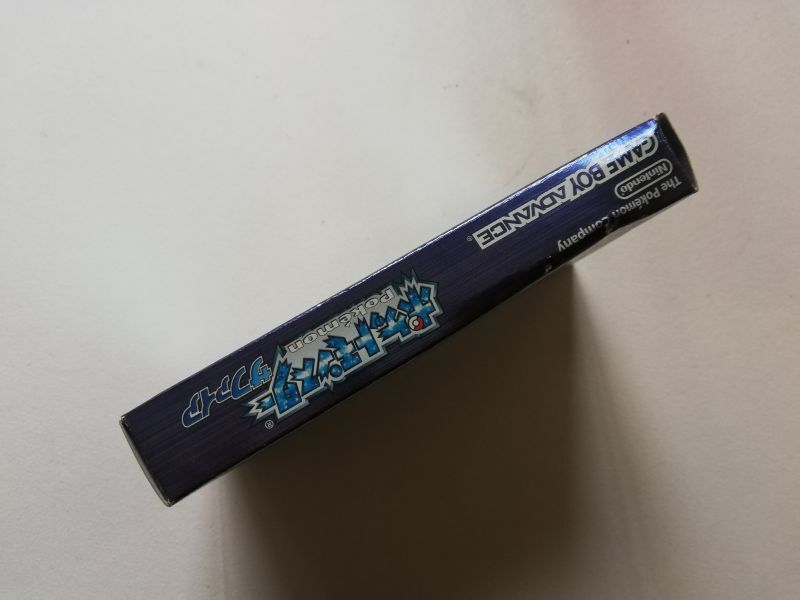 GAME BOY ADVANCE
Nintendo®
The Pokémon Company
ポケットモンスター®
Pokémon
サファイア